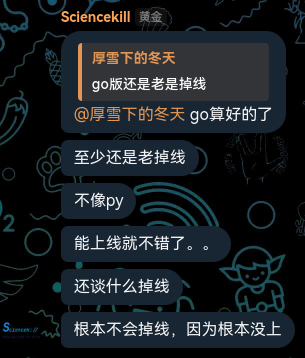 Sciencekill 黄金
厚雪下的冬天
go版还是老是掉线
@厚雪下的冬天 go算好的了
至少还是老掉线
不像py
能上线就不错了。。
还谈什么掉线
根本不会掉线，因为根本没上